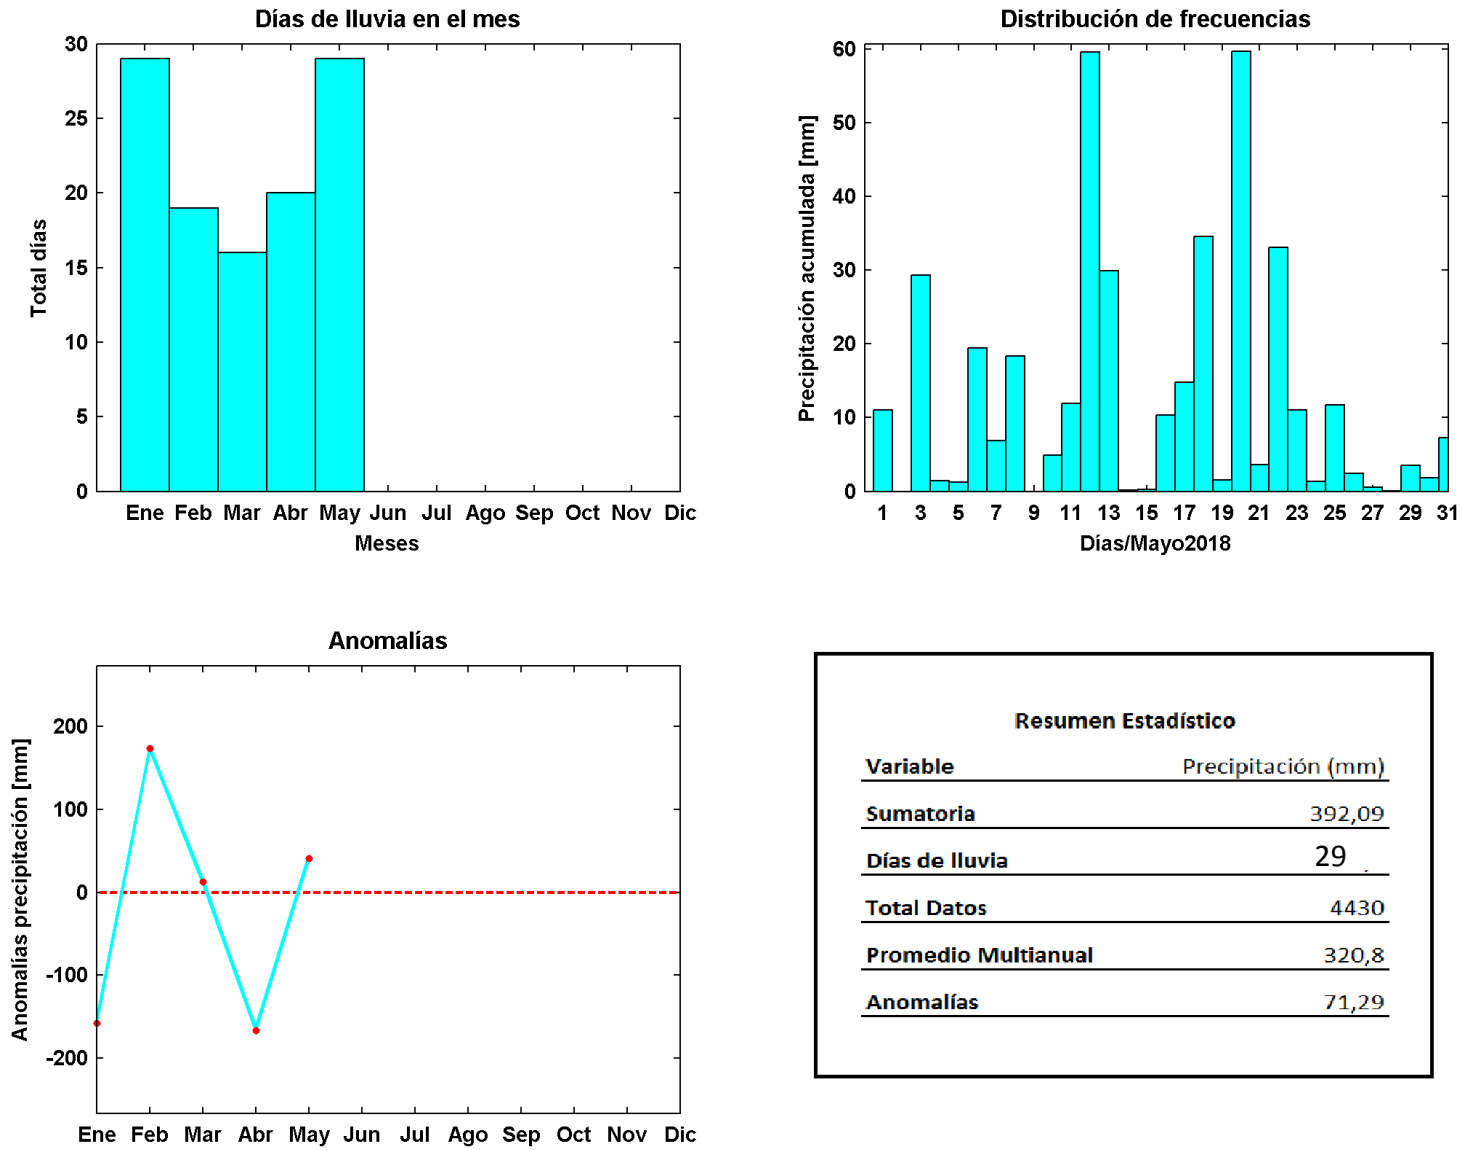 Días de lluvia en el mes
Total días
30
25
20
15
10
5
0
Ene Feb Mar Abr May Jun Jul Ago Sep Oct Nov Dic
Meses
Distribución de frecuencias
Precipitación acumulada [mm]
60
50
40
30
20
10
0
1 3 5 7 9 11 13 15 17 19 21 23 25 27 29 31
Días/Mayo2018
Anomalías
Anomalías precipitación [mm]
200
100
0
-100
-200
Ene Feb Mar Abr May Jun Jul Ago Sep Oct Nov Dic
Resumen Estadístico
Variable Precipitación (mm)
Sumatoria 392,09
Días de lluvia 29
Total Datos 4430
Promedio Multianual 320,8
Anomalías 71,29